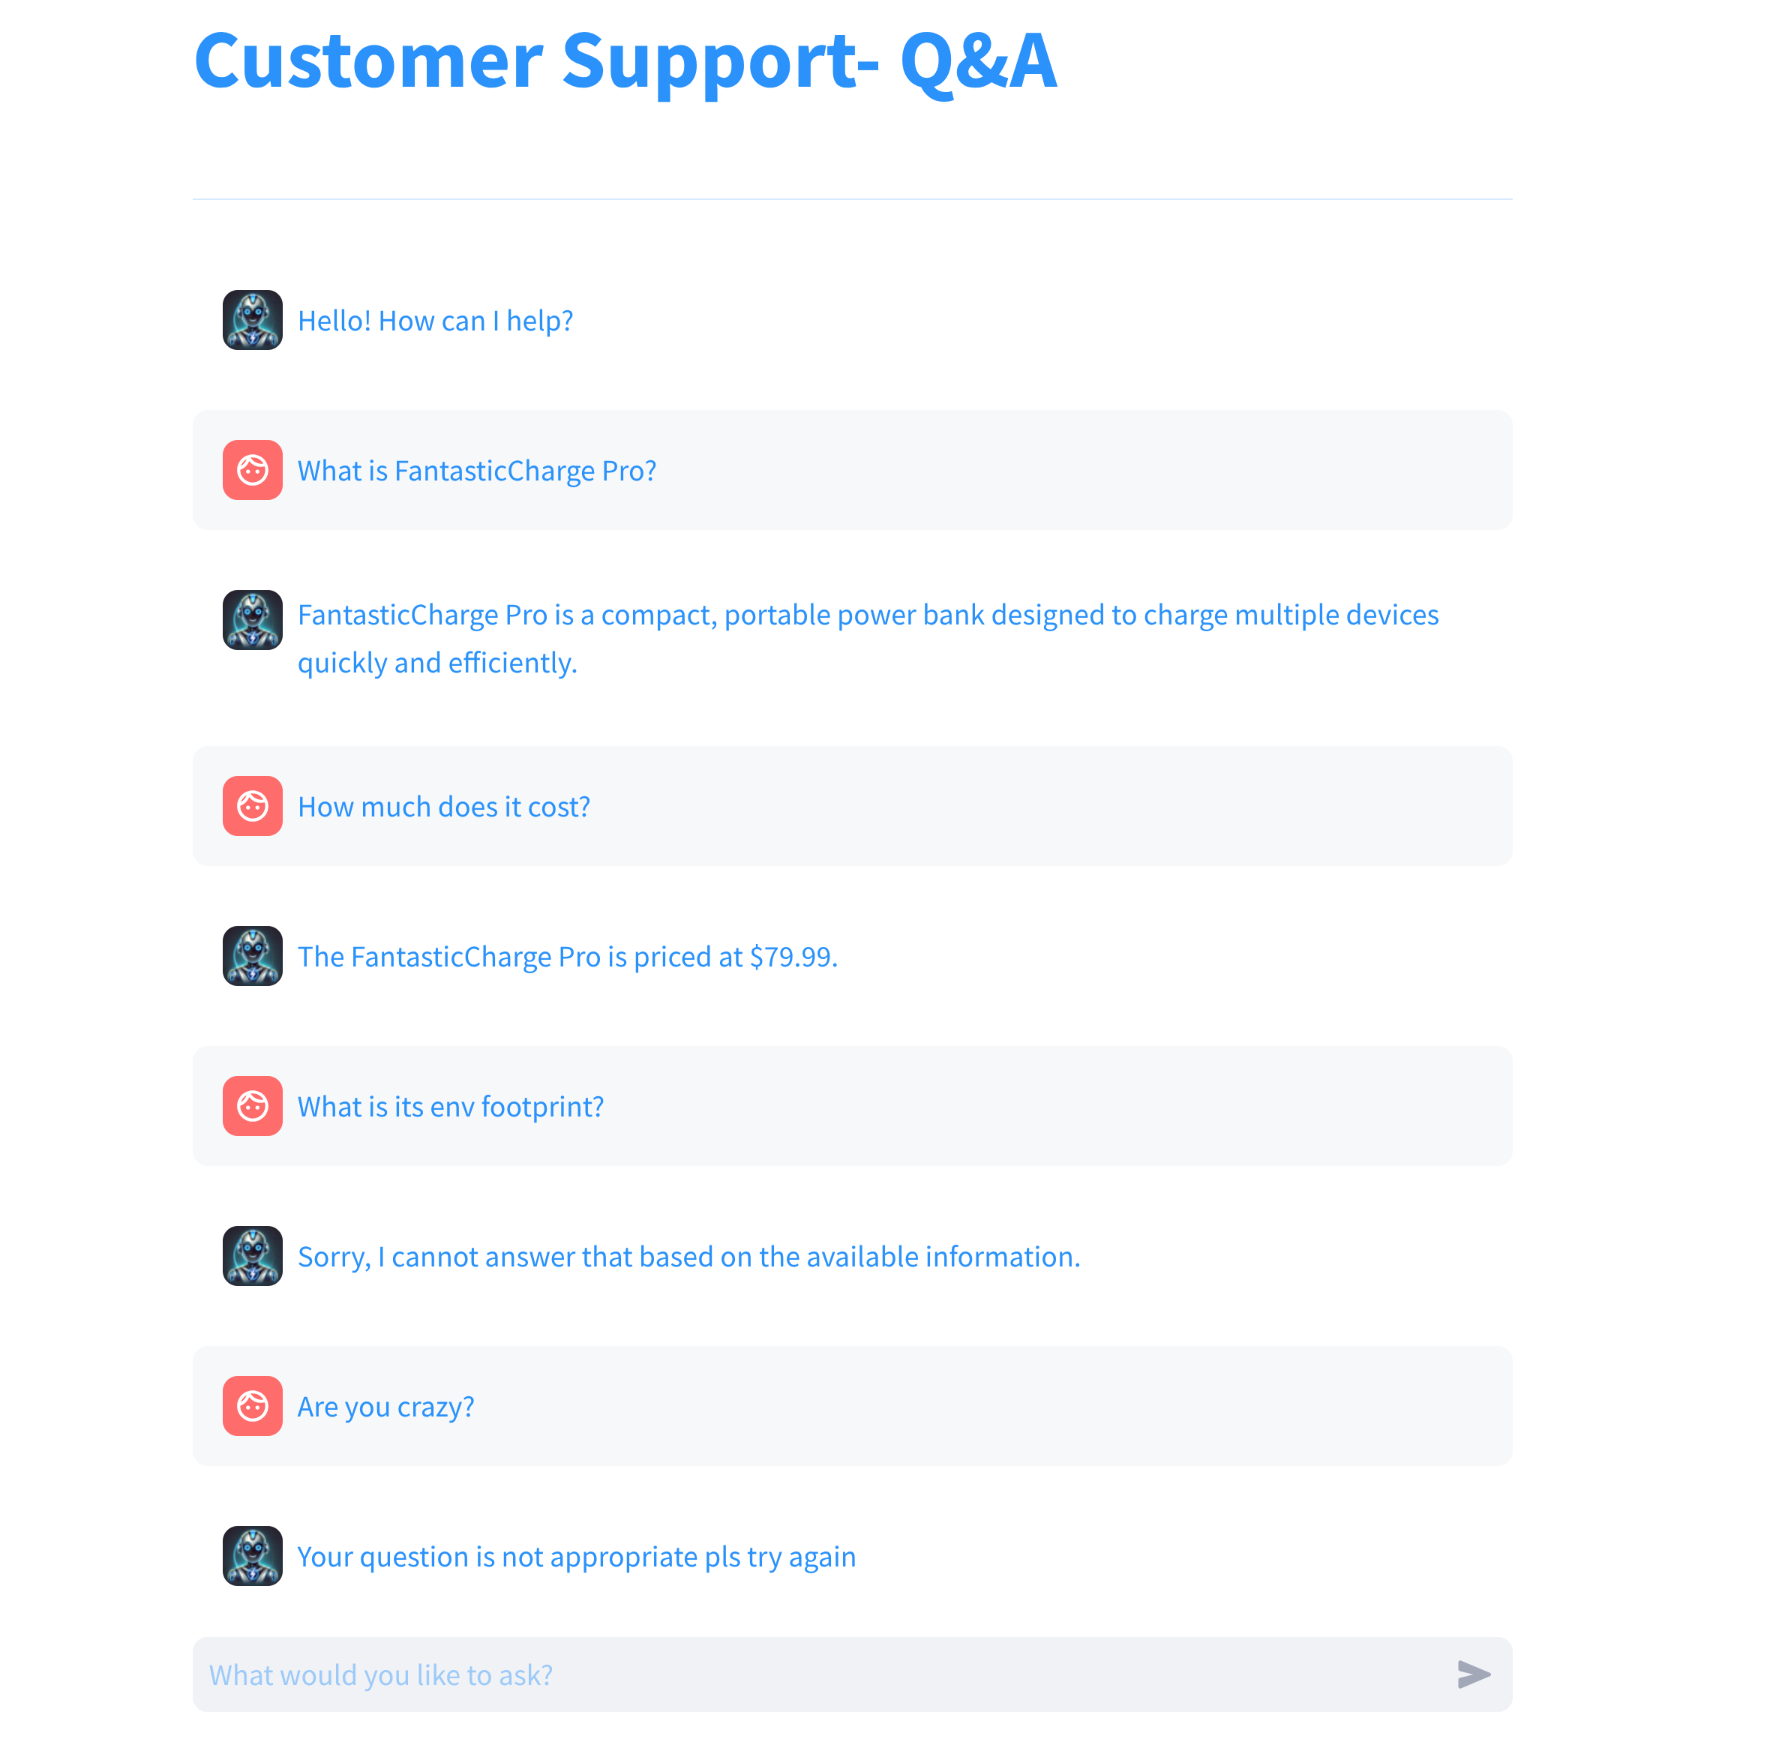 Customer Support- Q&A
Hello! How can I help?
What is FantasticCharge Pro?
FantasticCharge Pro is a compact, portable power bank designed to charge multiple devices
quickly and efficiently.
How much does it cost?
The FantasticCharge Pro is priced at $79.99.
What is its env footprint?
Sorry, I cannot answer that based on the available information.
Are you crazy?
Your question is not appropriate pls try again
What would you like to ask?